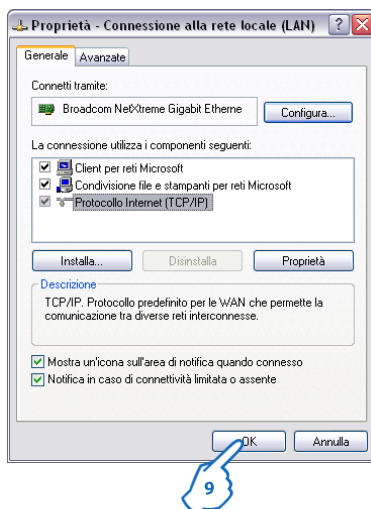 Proprietà - Connessione alla rete locale (LAN)
Generale
Avanzate
Connetti tramite:
Broadcom NetXtreme Gigabit Etherne
Configura...
La connessione utilizza i componenti seguenti:
Client per reti Microsoft
Condivisione file e stampanti per reti Microsoft
Protocollo Internet (TCP/IP)
Installa...
Disinstalla
Proprietà
Descrizione
TCP/IP. Protocollo predefinito per le WAN che permette la
comunicazione tra diverse reti interconnesse.
Mostra un'icona sull'area di notifica quando connesso
Notifica in caso di connettività limitata o assente
OK
Annulla
9